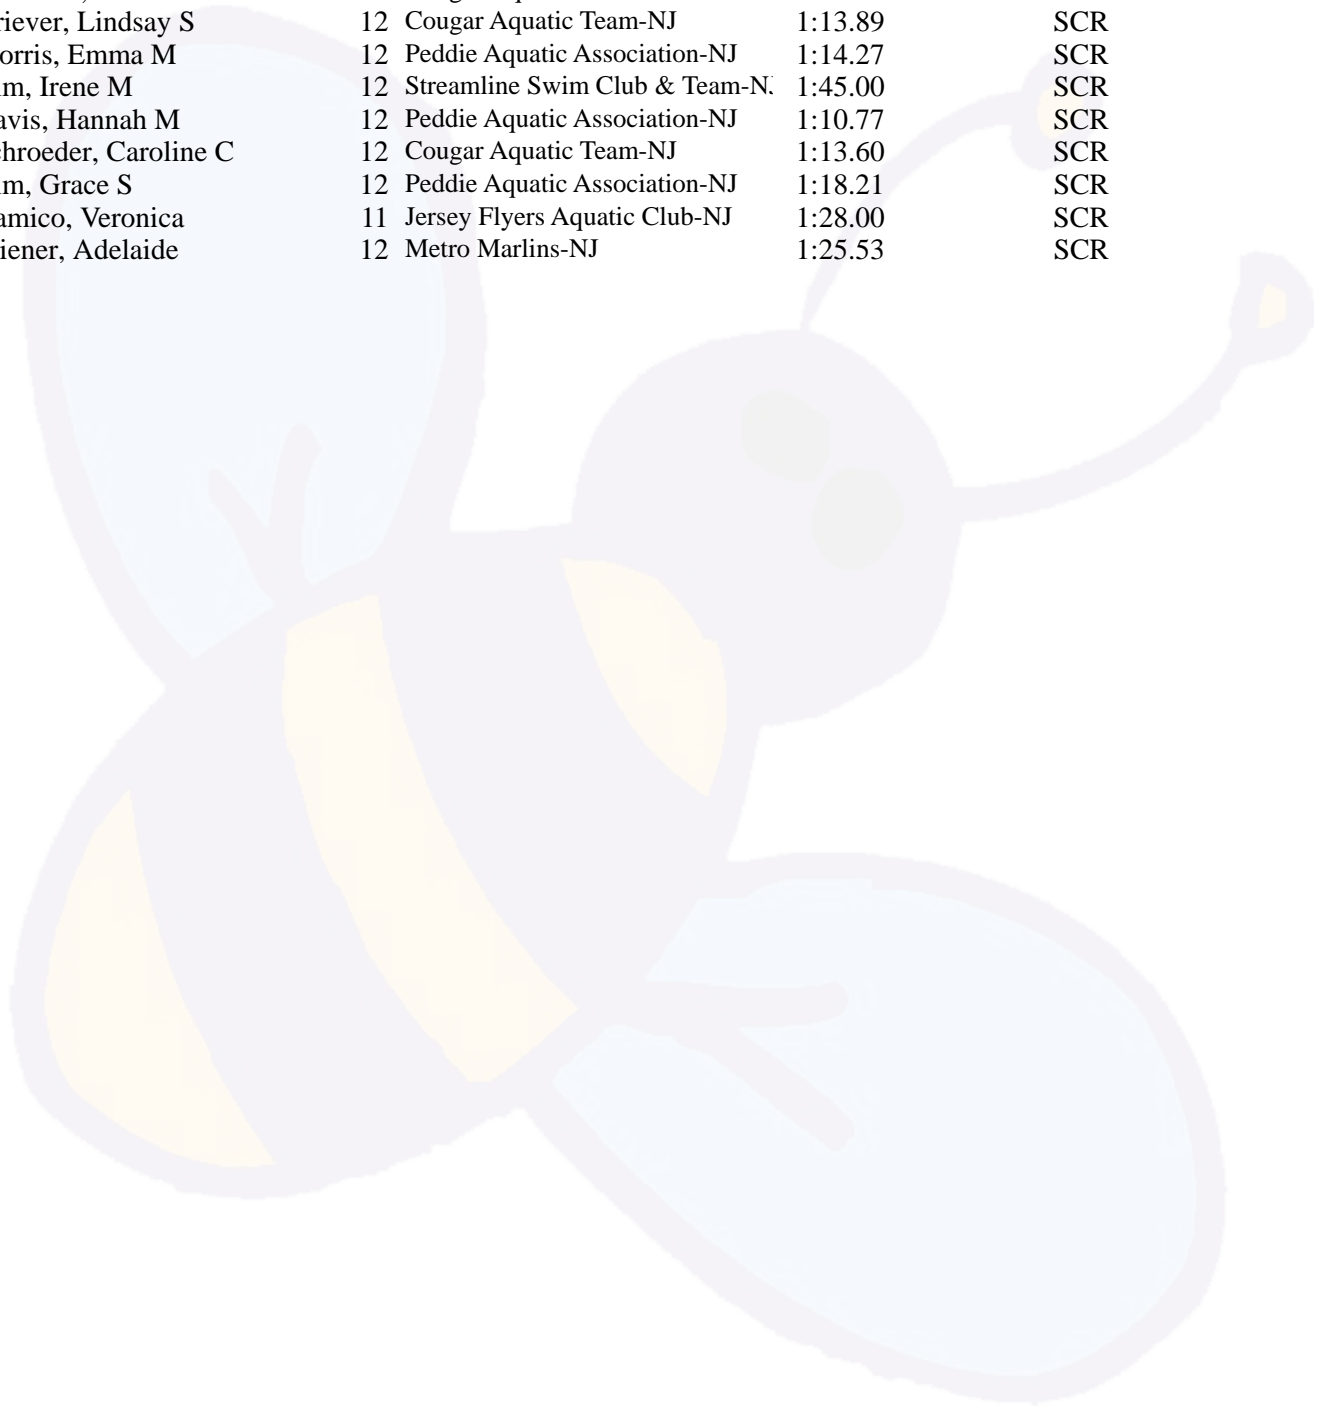 riever, Lindsay S 12 Cougar Aquatic Team-NJ 1:13.89 SCR
orris, Emma M 12 Peddie Aquatic Association-NJ 1:14.27 SCR
m, Irene M 12 Streamline Swim Club & Team-N 1:45.00 SCR
avis, Hannah M 12 Peddie Aquatic Association-NJ 1:10.77 SCR
hroeder, Caroline C 12 Cougar Aquatic Team-NJ 1:13.60 SCR
m, Grace S 12 Peddie Aquatic Association-NJ 1:18.21 SCR
amico, Veronica 11 Jersey Flyers Aquatic Club-NJ 1:28.00 SCR
iener, Adelaide 12 Metro Marlins-NJ 1:25.53 SCR